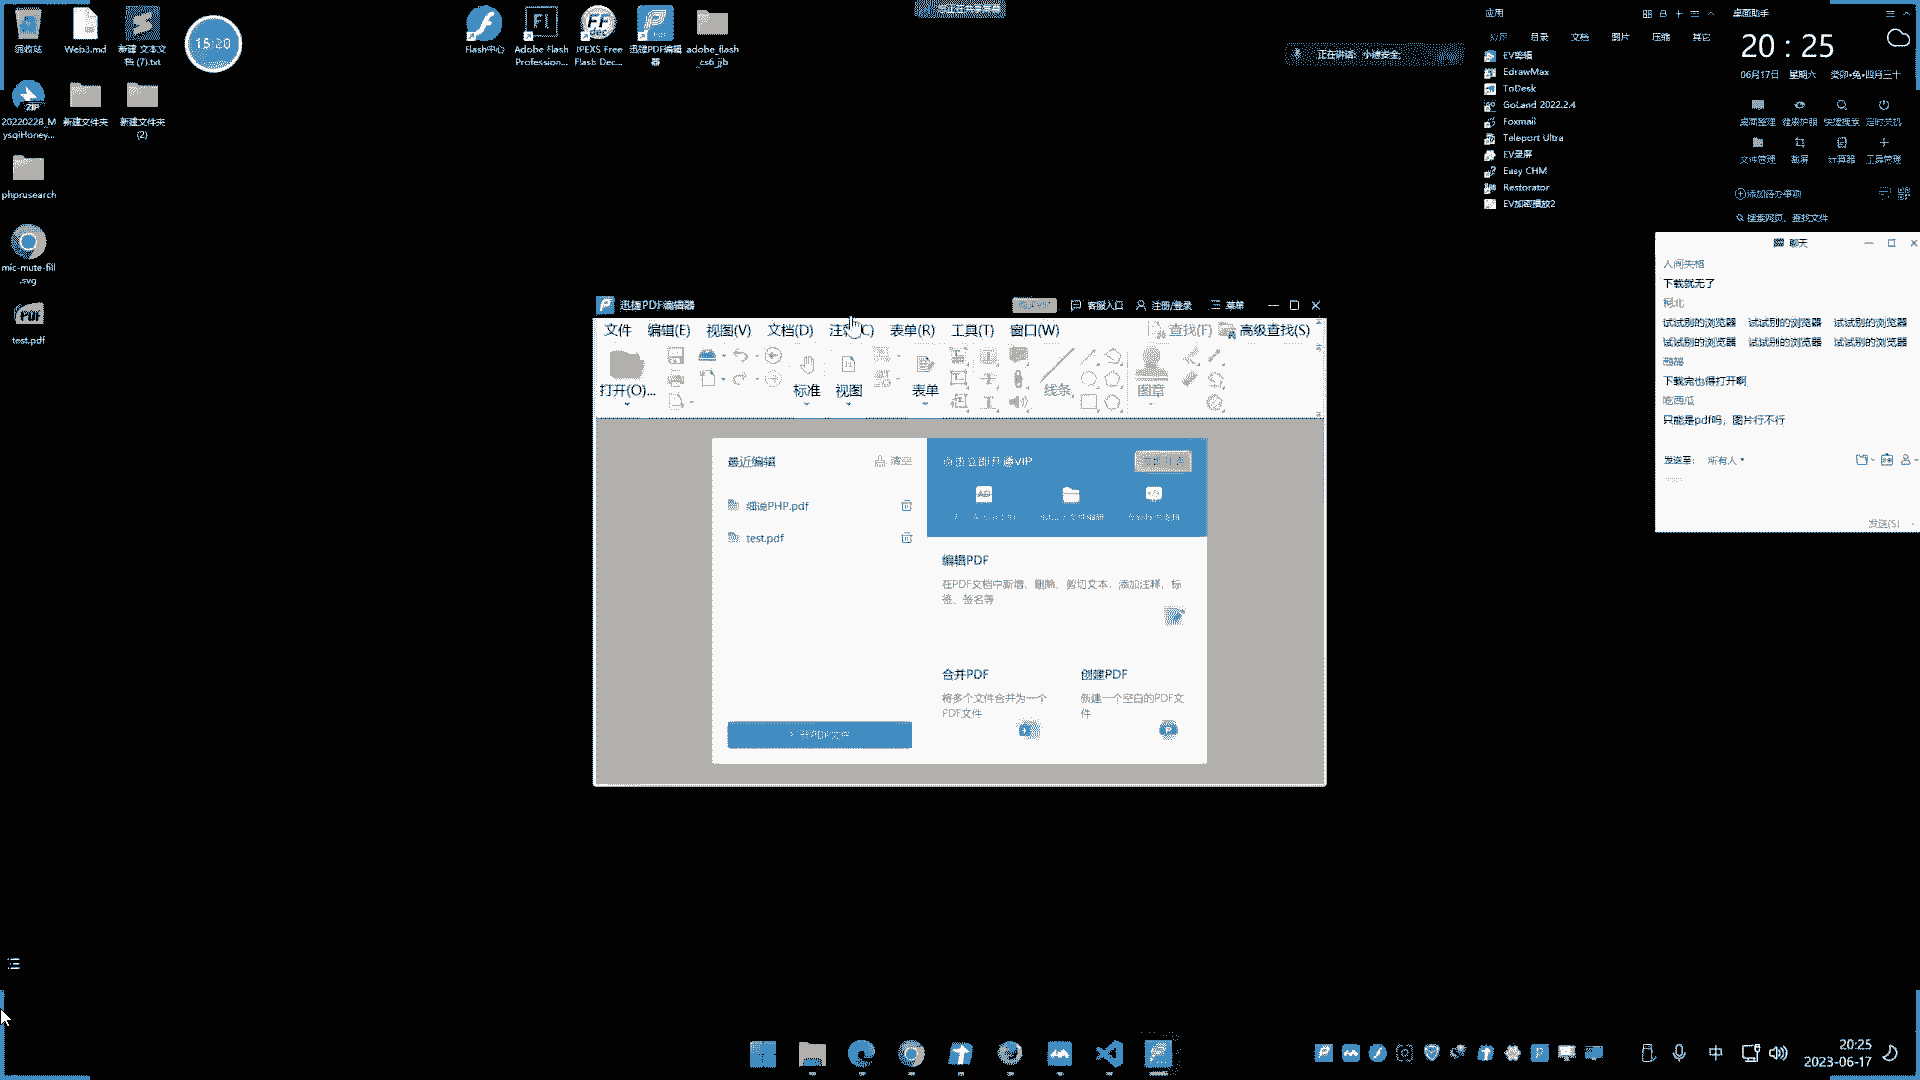 回收站
Web3.md
新建 文本文
档 (7).txt
15:20
20220228_M
ysqlHoney...
新建文件夹
新建文件夹
(2)
phprusearch
mic-mute-fill
.svg
test.pdf
Flash中心
Adobe Flash
Profession...
JPEXS Free
Flash Dec...
迅捷PDF编辑
器
adobe_flash
_cs6_jjb
正在讲话: 小迪安全;
应用
目录
文档
图片
压缩
其它
EV剪辑
EdrawMax
ToDesk
GoLand 2022.2.4
Foxmail
Teleport Ultra
EV录屏
Easy CHM
Restorator
EV加密播放2
桌面助手
20 : 25
06月17日 星期六 癸卯•兔•四月三十
桌面整理 健康护眼 快速搜索 定时关机
文件管理 截屏 计算器 工具管理
添加待办事项
搜索网页、查找文件
聊天
人间失格
下载就无了
柯北
试试别的浏览器 试试别的浏览器 试试别的浏览器
试试别的浏览器 试试别的浏览器 试试别的浏览器
下载完也得打开啊
吃西瓜
只能是pdf吗，图片行不行
发送至: 所有人
发送(S)
迅捷PDF编辑器
客服入口 注册/登录 菜单
文件 编辑(E) 视图(V) 文档(D) 注释(C) 表单(R) 工具(T) 窗口(W) 查找(F) 高级查找(S)
打开(O)... 标准 视图 表单 线条 图章
最近编辑 清空
细说PHP.pdf
test.pdf
打开PDF文件
点击立即开通VIP
编辑PDF
在PDF文档中新增、删除、剪切文本、添加注释、标
签、签名等
合并PDF
将多个文件合并为一个
PDF文件
创建PDF
新建一个空白的PDF文
件
中
20:25
2023-06-17